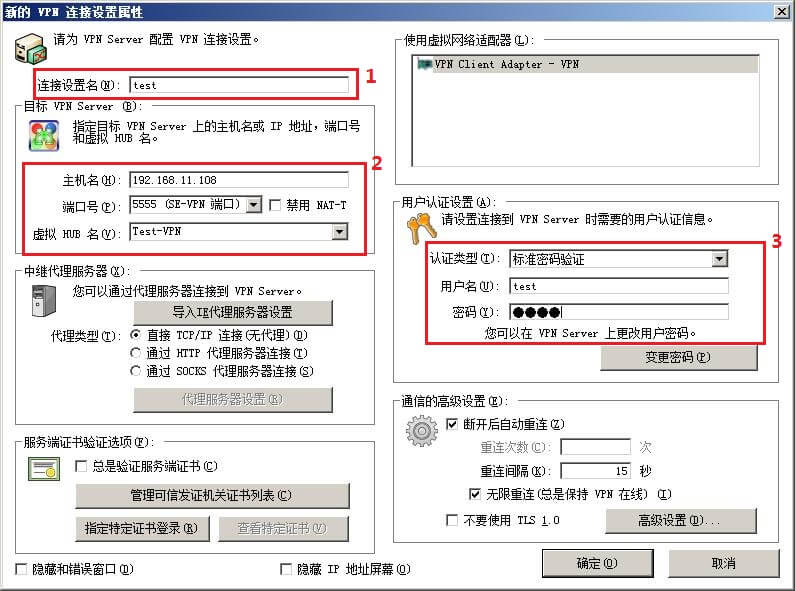 新的 VPN 连接设置属性
请为 VPN Server 配置 VPN 连接设置。
连接设置名(N): test
1
目标 VPN Server (B):
指定目标 VPN Server 上的主机名或 IP 地址，端口号
和虚拟 HUB 名。
2
主机名(H): 192.168.11.108
端口号(P): 5555 (SE-VPN 端口) 禁用 NAT-T
虚拟 HUB 名(V): Test-VPN
中继代理服务器(X):
您可以通过代理服务器连接到 VPN Server。
导入IE代理服务器设置
代理类型(T): 直接 TCP/IP 连接(无代理)(D)
通过 HTTP 代理服务器连接(T)
通过 SOCKS 代理服务器连接(S)
代理服务器设置(R)
服务端证书验证选项(F):
总是验证服务端证书(C)
管理可信发证机关证书列表(C)
指定特定证书登录(R) 查看特定证书(V)
隐藏和错误窗口(D)
隐藏 IP 地址屏幕(O)
使用虚拟网络适配器(L):
VPN Client Adapter - VPN
用户认证设置(A):
请设置连接到 VPN Server 时需要的用户认证信息。
3
认证类型(T): 标准密码验证
用户名(U): test
密码(Y): ●●●●
您可以在 VPN Server 上更改用户密码。
变更密码(P)
通信的高级设置(E):
断开后自动重连(Z)
重连次数(C): 次
重连间隔(K): 15 秒
无限重连(总是保持 VPN 在线) (I)
不要使用 TLS 1.0
高级设置(D)...
确定(O) 取消